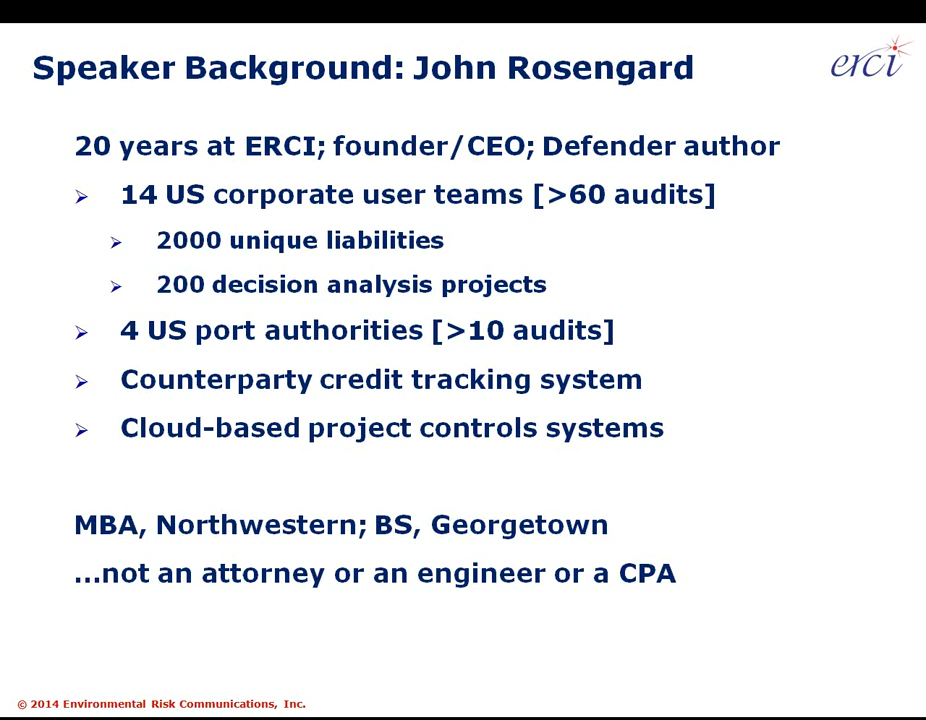 Speaker Background: John Rosengard
erci
20 years at ERCI; founder/CEO; Defender author
14 US corporate user teams [>60 audits]
2000 unique liabilities
200 decision analysis projects
4 US port authorities [>10 audits]
Counterparty credit tracking system
Cloud-based project controls systems
MBA, Northwestern; BS, Georgetown
…not an attorney or an engineer or a CPA
© 2014 Environmental Risk Communications, Inc.